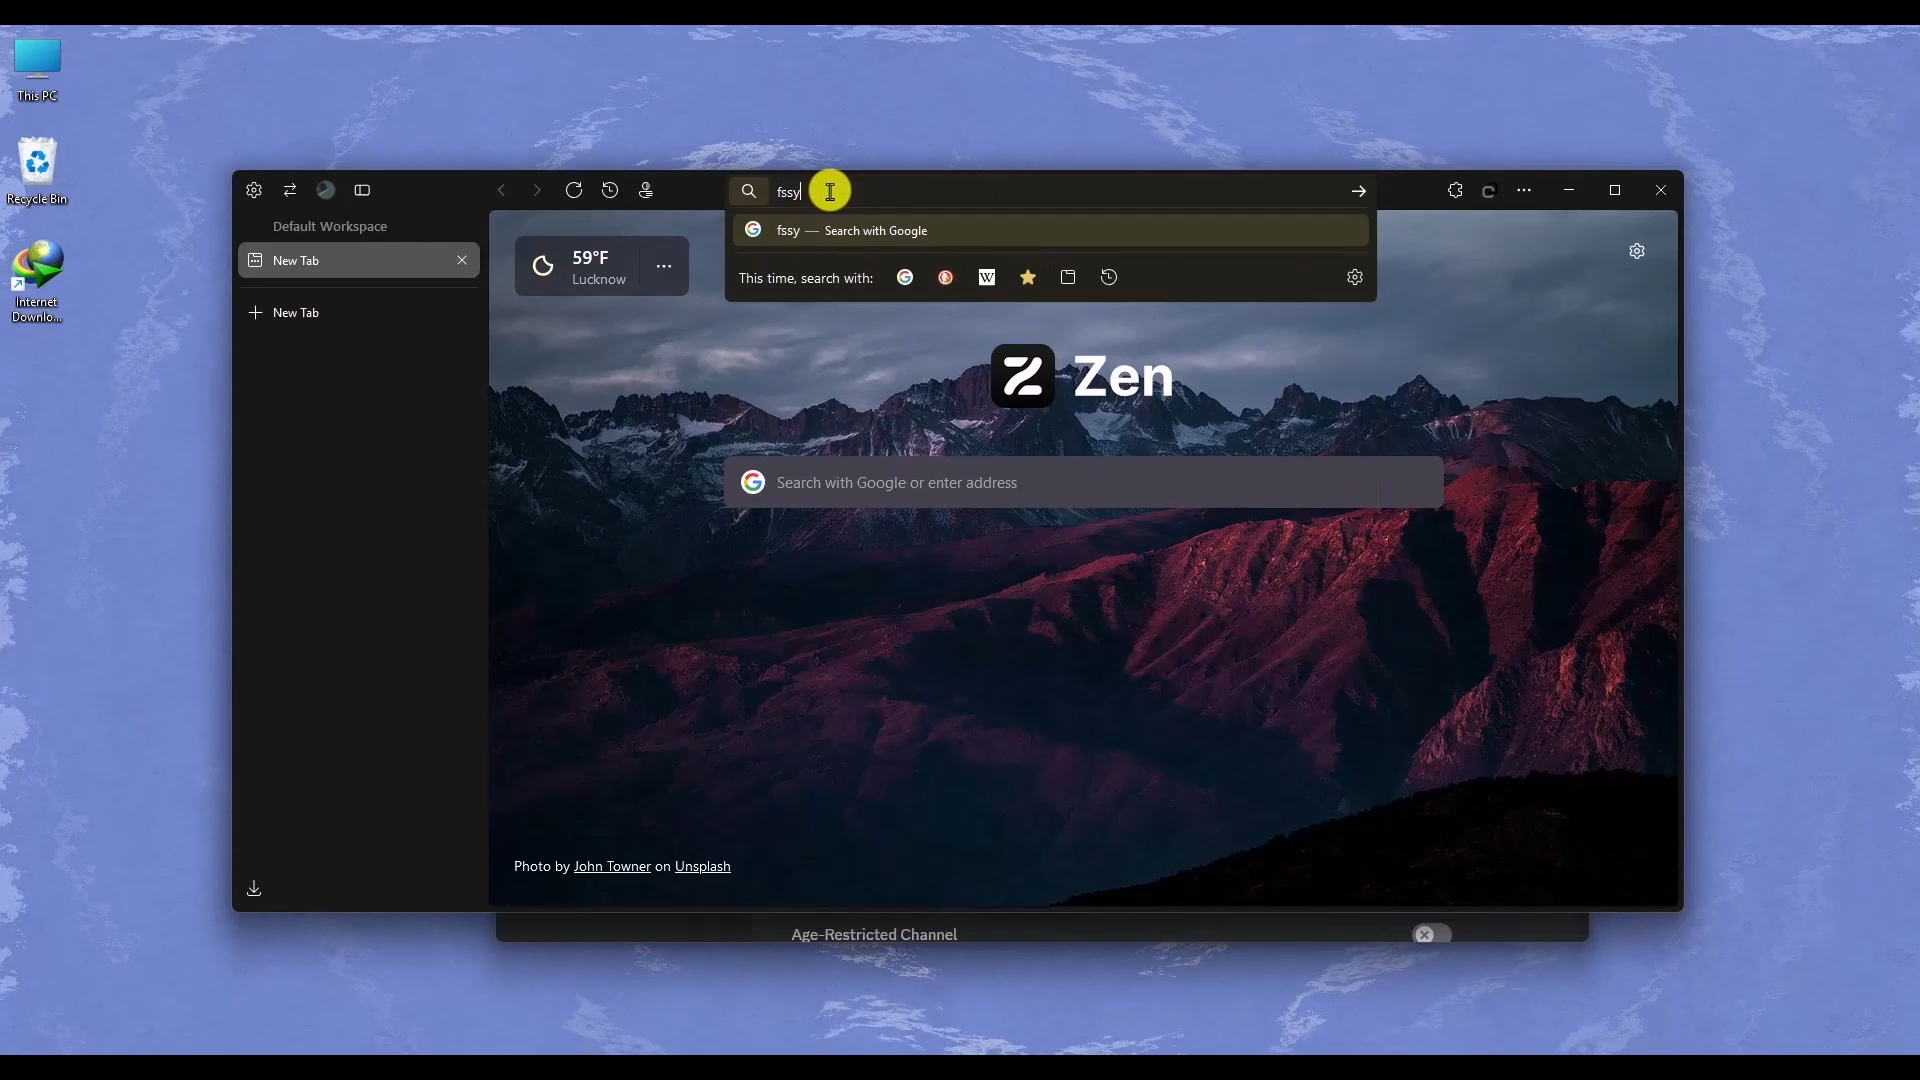 This PC
Recycle Bin
Internet
Downlo...
Default Workspace
New Tab
New Tab
fssy
fssy — Search with Google
This time, search with:
W
59°F
Lucknow
Zen
Search with Google or enter address
Photo by John Towner on Unsplash
Age-Restricted Channel